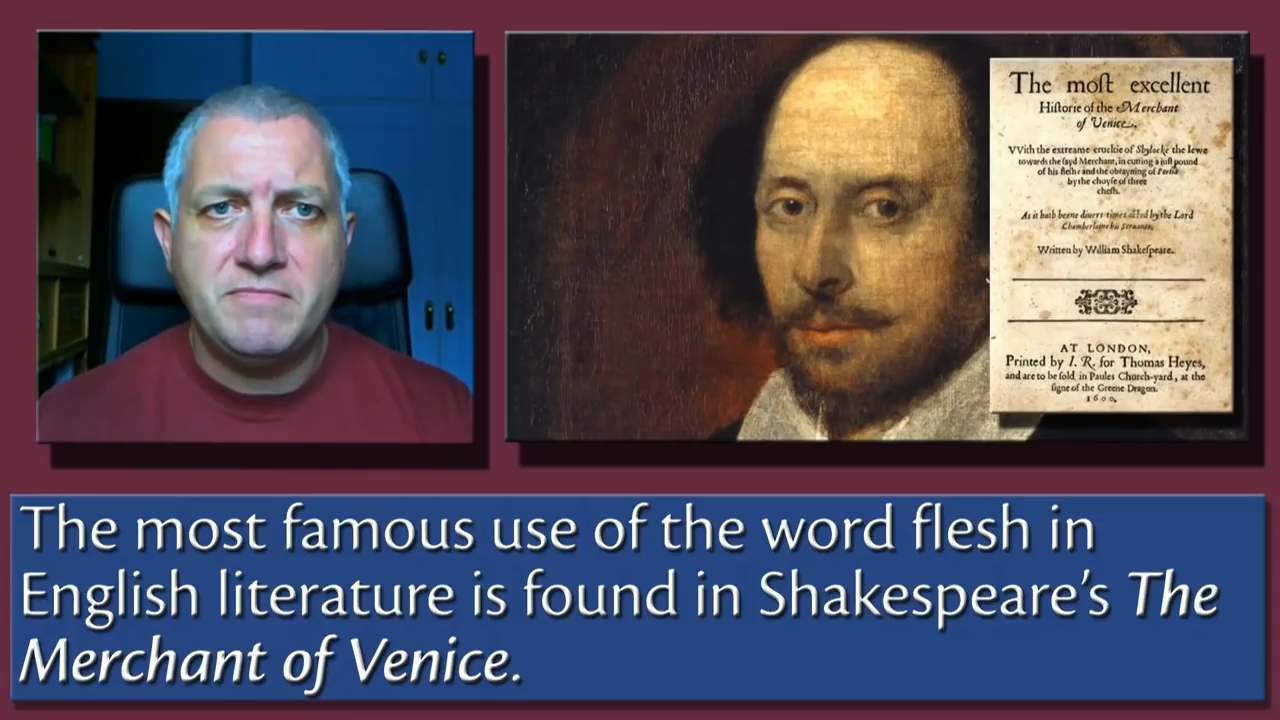 The most excellent
Historie of the Merchant
of Venice.
VVith the extreame crueltie of Shylocke the Iewe
towards the sayd Merchant, in cutting a iust pound
of his flesh: and the obtayning of Portia
by the choyse of three
chests.
As it hath beene diuers times acted by the Lord
Chamberlaine his Seruants.
Written by William Shakespeare.
AT LONDON,
Printed by I. R. for Thomas Heyes,
and are to be sold in Paules Church-yard, at the
signe of the Greene Dragon.
1600.
The most famous use of the word flesh in
English literature is found in Shakespeare’s The
Merchant of Venice.